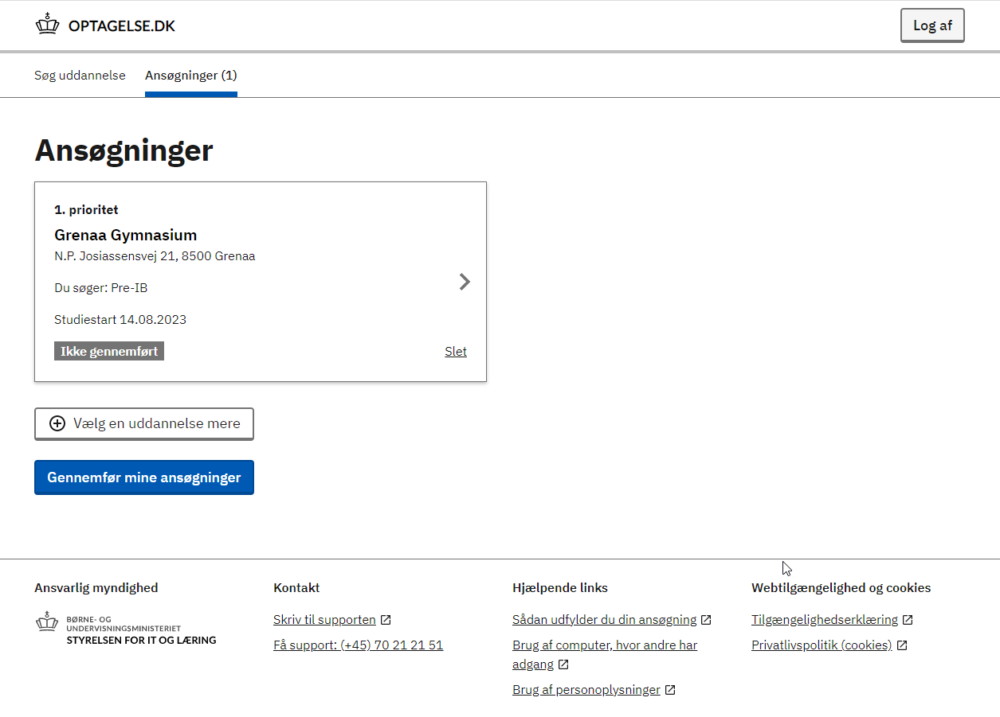 OPTAGELSE.DK
Log af
Søg uddannelse
Ansøgninger (1)
Ansøgninger
1. prioritet
Grenaa Gymnasium
N.P. Josiassensvej 21, 8500 Grenaa
Du søger: Pre-IB
Studiestart 14.08.2023
Ikke gennemført
Slet
Vælg en uddannelse mere
Gennemfør mine ansøgninger
Ansvarlig myndighed
BØRNE- OG
UNDERVISNINGSMINISTERIET
STYRELSEN FOR IT OG LÆRING
Kontakt
Skriv til supporten
Få support: (+45) 70 21 21 51
Hjælpende links
Sådan udfylder du din ansøgning
Brug af computer, hvor andre har
adgang
Brug af personoplysninger
Webtilgængelighed og cookies
Tilgængelighedserklæring
Privatlivspolitik (cookies)